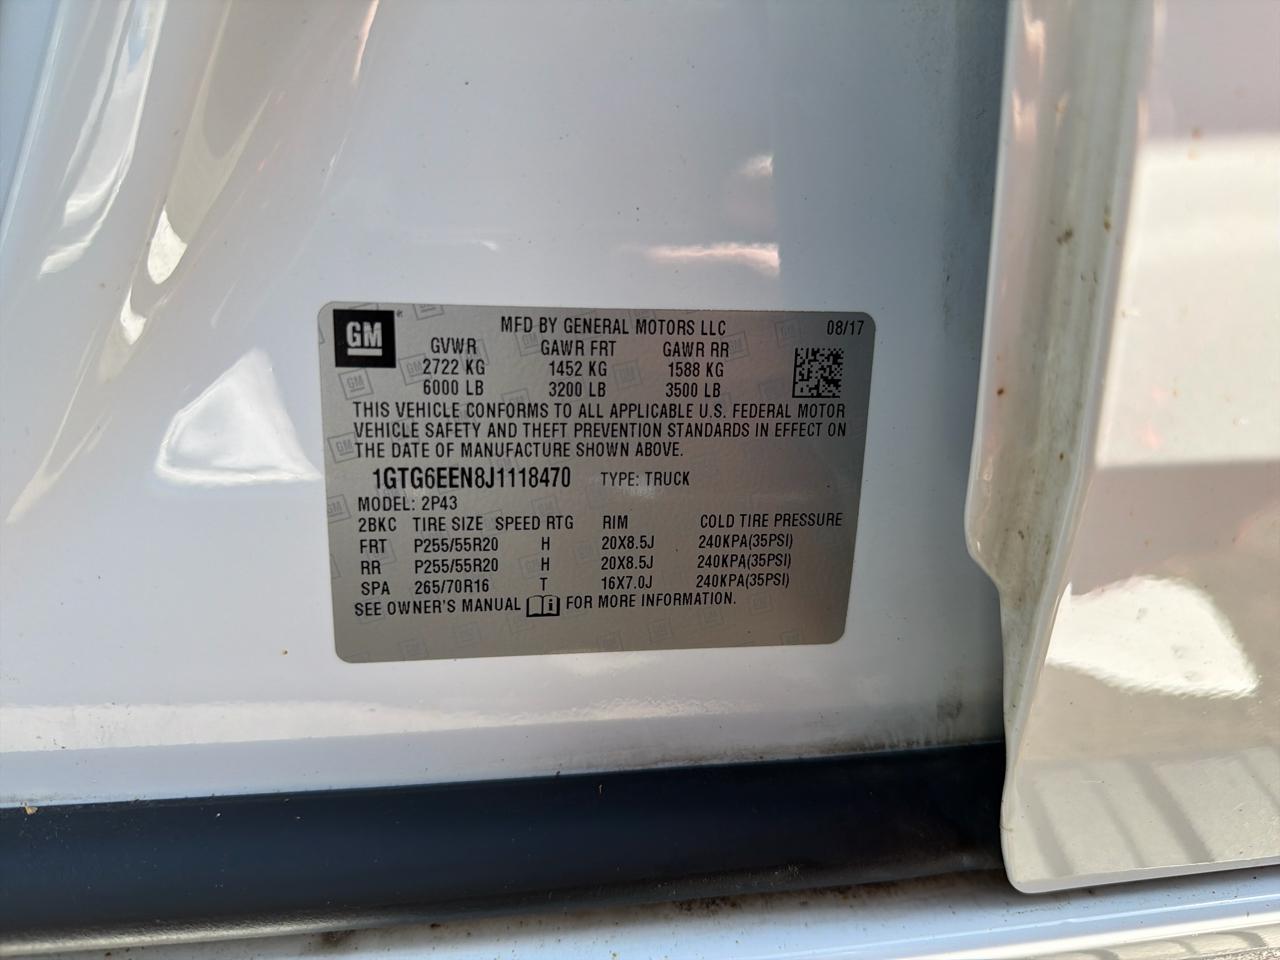 GM MFD BY GENERAL MOTORS LLC 08/17
GVWR GAWR FRT GAWR RR
2722 KG 1452 KG 1588 KG
6000 LB 3200 LB 3500 LB
THIS VEHICLE CONFORMS TO ALL APPLICABLE U.S. FEDERAL MOTOR
VEHICLE SAFETY AND THEFT PREVENTION STANDARDS IN EFFECT ON
THE DATE OF MANUFACTURE SHOWN ABOVE.
1GTG6EEN8J1118470 TYPE: TRUCK
MODEL: 2P43
2BKC TIRE SIZE SPEED RTG RIM COLD TIRE PRESSURE
FRT P255/55R20 H 20X8.5J 240KPA(35PSI)
RR P255/55R20 H 20X8.5J 240KPA(35PSI)
SPA 265/70R16 T 16X7.0J 240KPA(35PSI)
SEE OWNER'S MANUAL FOR MORE INFORMATION.